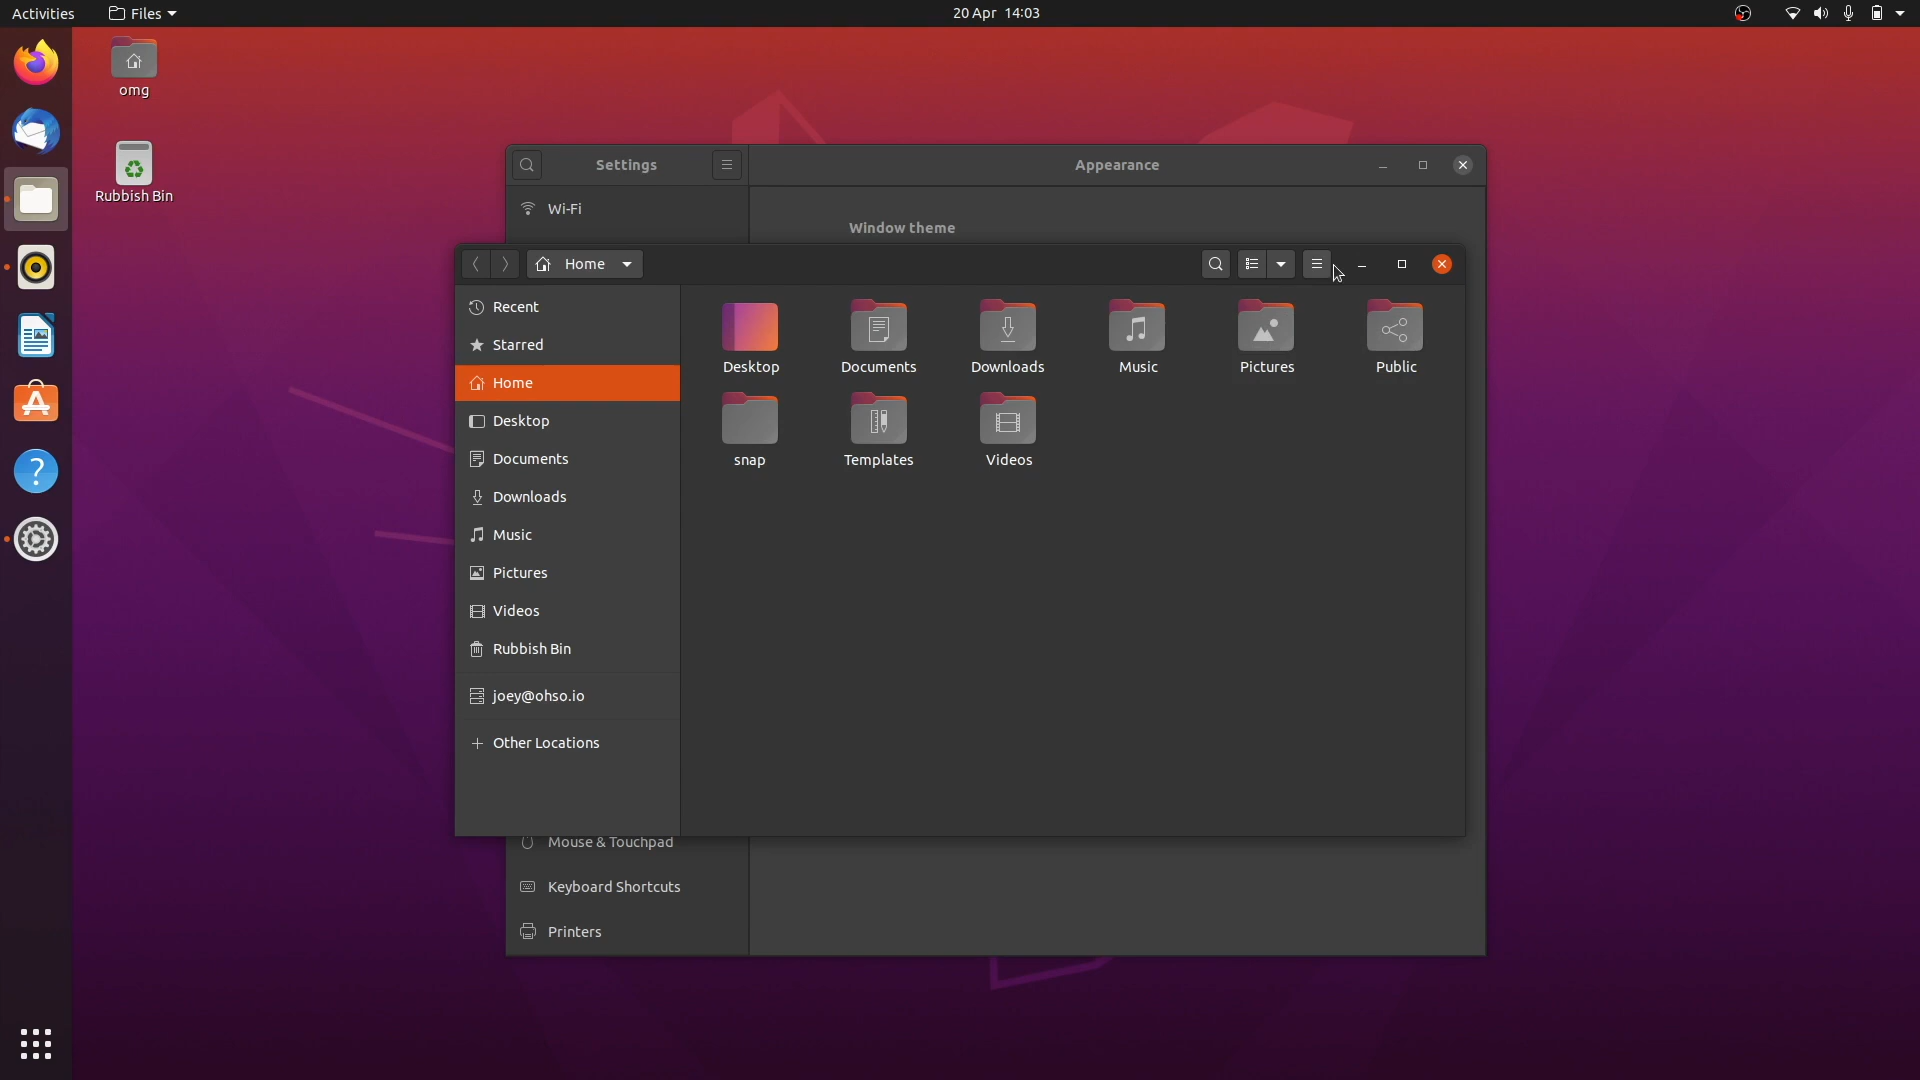 Activities
Files
20 Apr 14:03
omg
Rubbish Bin
Settings
Appearance
Wi-Fi
Window theme
Home
Recent
Starred
Home
Desktop
Documents
Downloads
Music
Pictures
Videos
Rubbish Bin
joey@ohso.io
Other Locations
Desktop
Documents
Downloads
Music
Pictures
Public
snap
Templates
Videos
Mouse & Touchpad
Keyboard Shortcuts
Printers